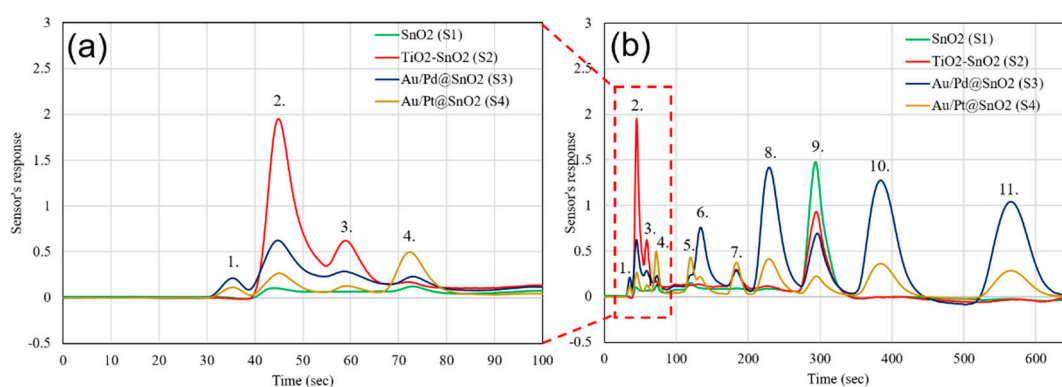 (a)
SnO2 (S1)
TiO2-SnO2 (S2)
Au/Pd@SnO2 (S3)
Au/Pt@SnO2 (S4)
3
2.5
2
1.5
1
0.5
0
-0.5
Sensor's response
1.
2.
3.
4.
0 10 20 30 40 50 60 70 80 90 100
Time (sec)
(b)
SnO2 (S1)
TiO2-SnO2 (S2)
Au/Pd@SnO2 (S3)
Au/Pt@SnO2 (S4)
3
2.5
2
1.5
1
0.5
0
-0.5
Sensor's response
1.
2.
3.
4.
5.
6.
7.
8.
9.
10.
11.
0 100 200 300 400 500 600
Time (sec)